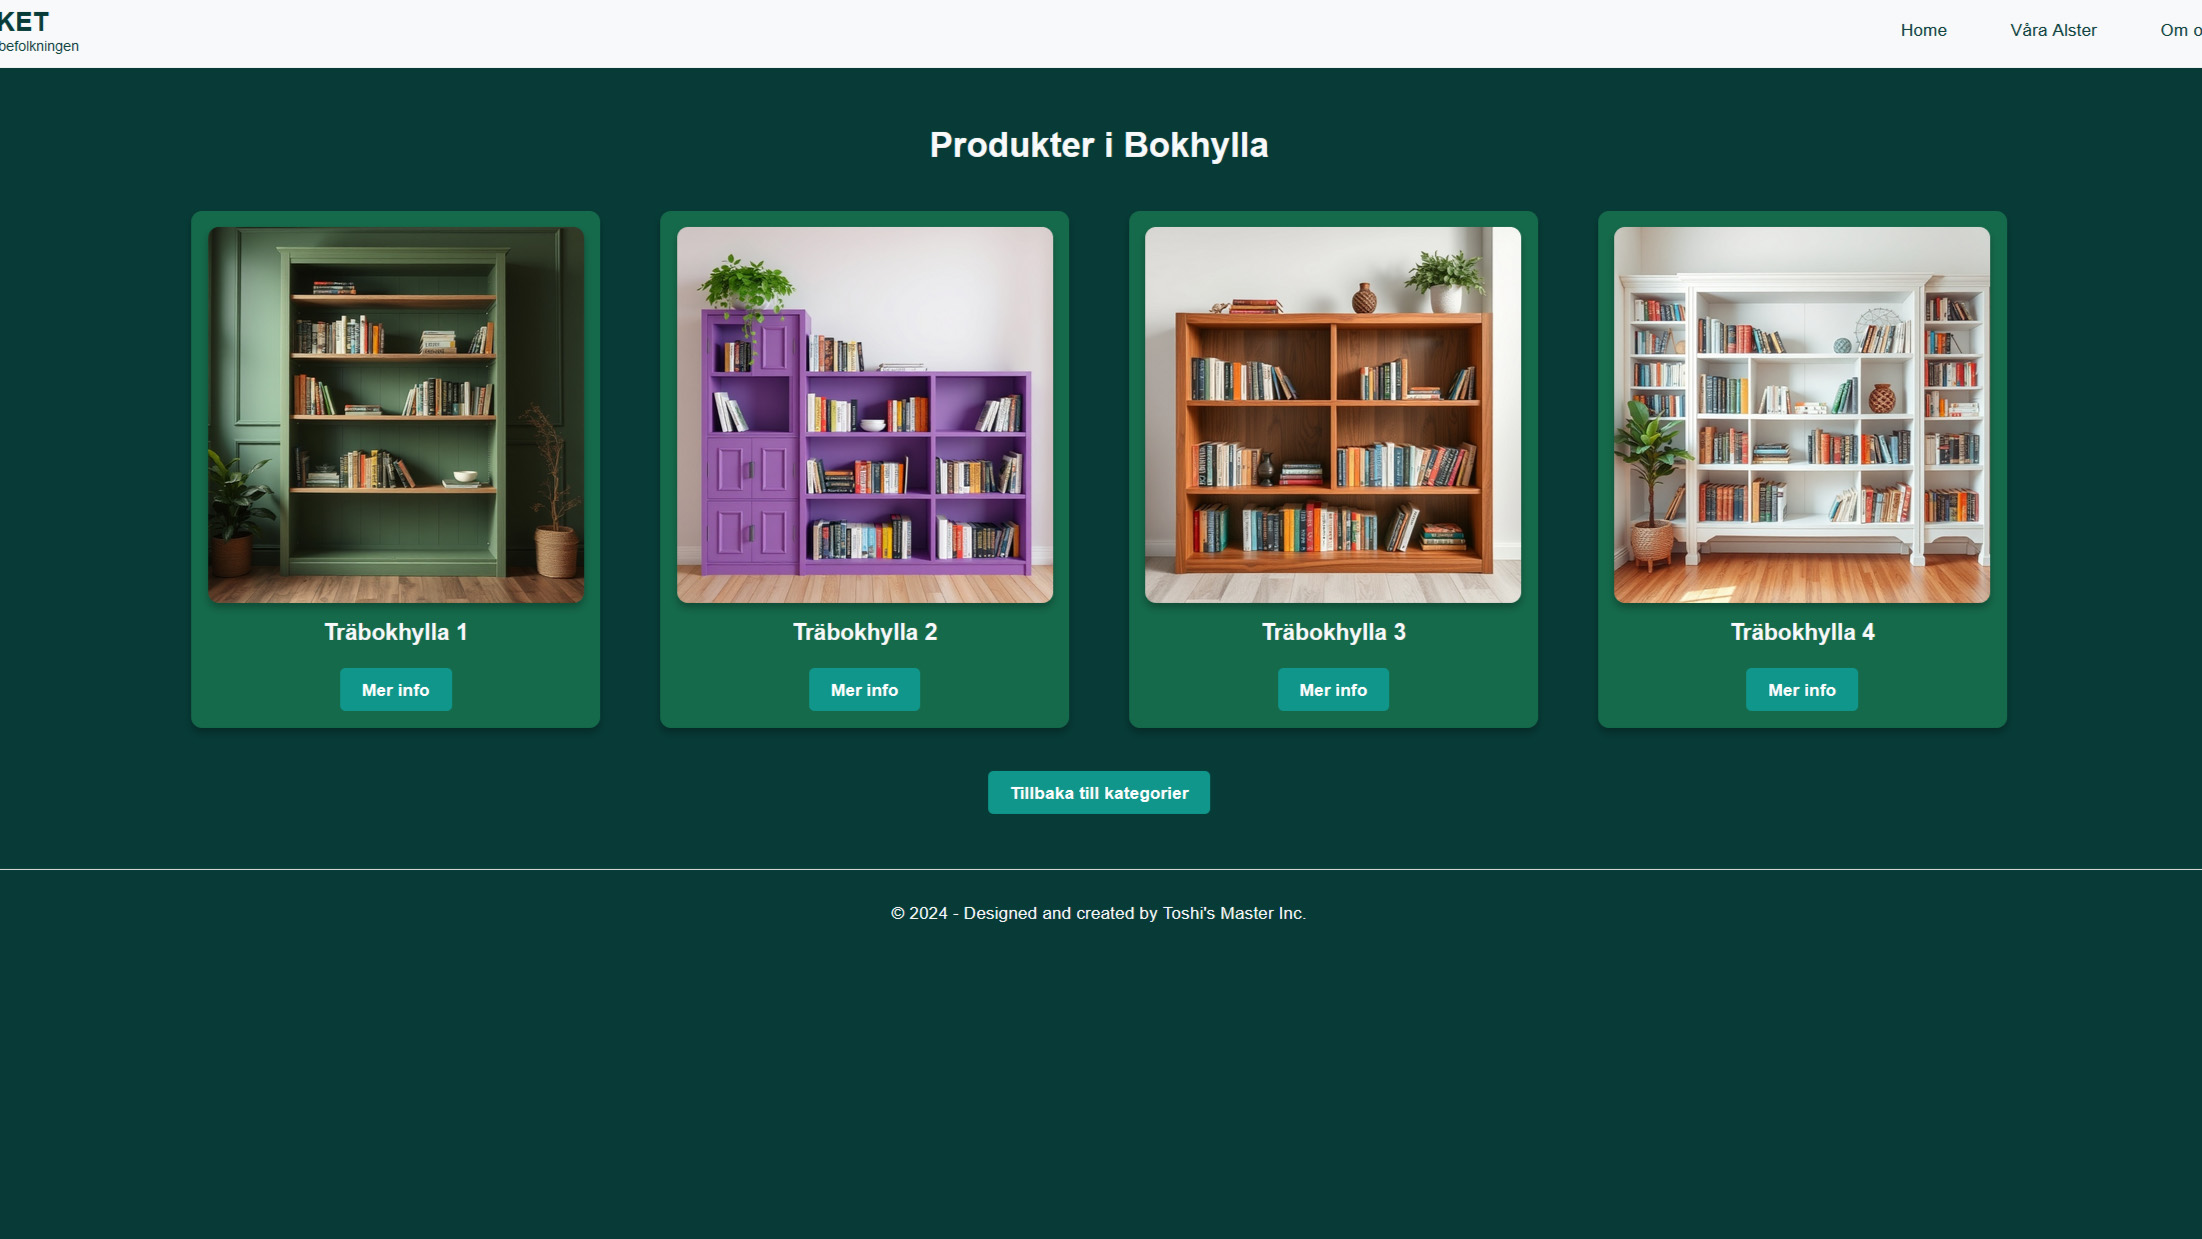 KET
befolkningen
Home
Våra Alster
Om o
Produkter i Bokhylla
Träbokhylla 1
Mer info
Träbokhylla 2
Mer info
Träbokhylla 3
Mer info
Träbokhylla 4
Mer info
Tillbaka till kategorier
© 2024 - Designed and created by Toshi's Master Inc.